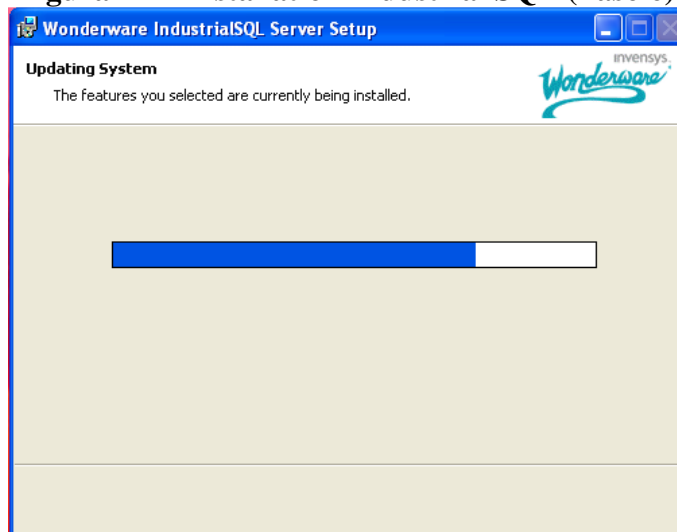 Wonderware IndustrialSQL Server Setup
Updating System
The features you selected are currently being installed.
invensys.
Wonderware